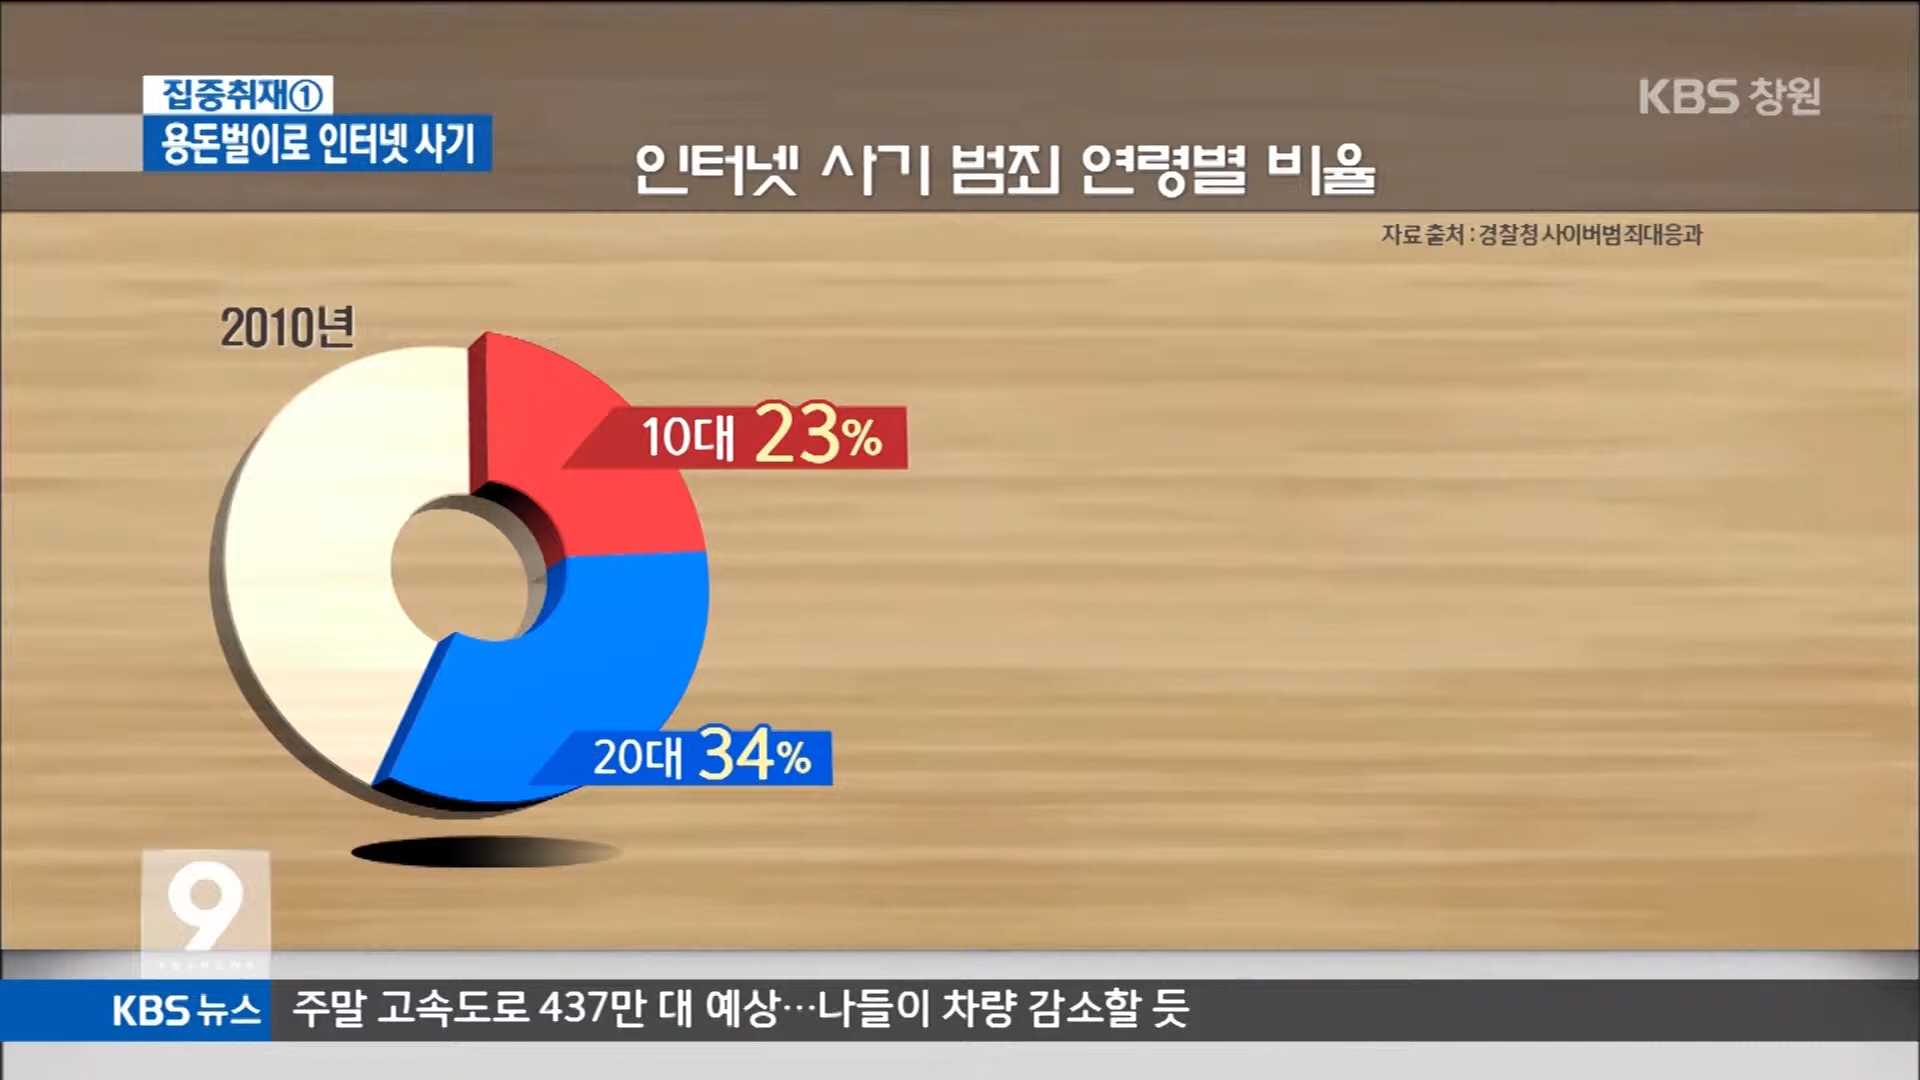 집중취재①
용돈벌이로 인터넷 사기
KBS 창원
인터넷 사기 범죄 연령별 비율
자료 출처 : 경찰청 사이버범죄대응과
2010년
10대 23%
20대 34%
9
KBS 뉴스
주말 고속도로 437만 대 예상…나들이 차량 감소할 듯